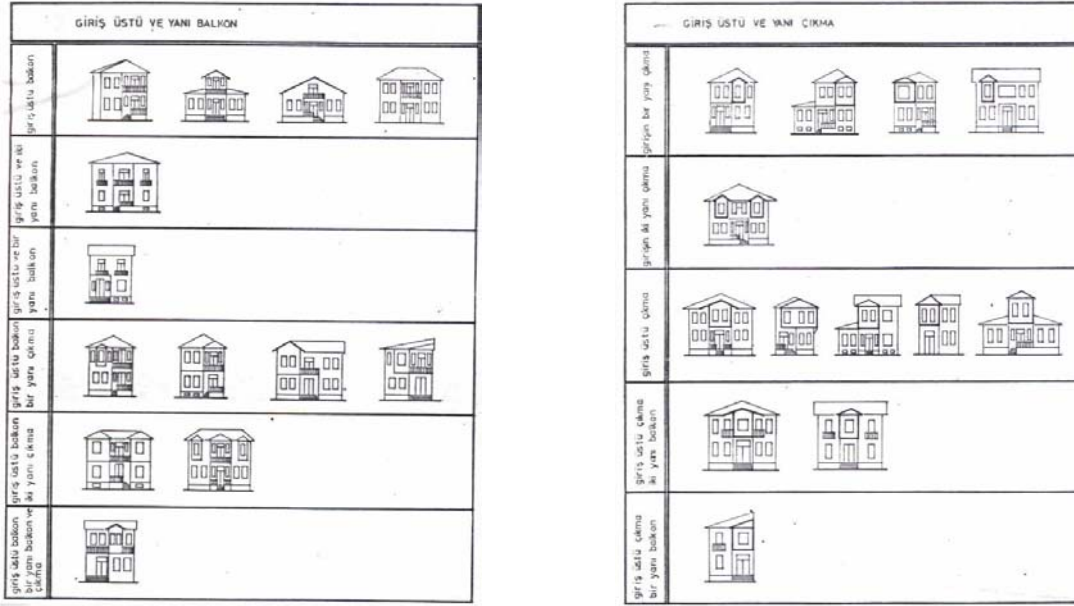 GİRİŞ ÜSTÜ VE YANI BALKON
giriş üstü balkon
giriş üstü ve iki
yanı balkon
giriş üstü ve bir
yanı balkon
giriş üstü balkon
bir yanı çıkma
giriş üstü balkon
iki yanı çıkma
giriş üstü balkon
bir yanı balkon ve
çıkma
GİRİŞ ÜSTÜ VE YANI ÇIKMA
girişin bir yanı çıkma
girişin iki yanı çıkma
giriş üstü çıkma
giriş üstü çıkma
iki yanı balkon
giriş üstü çıkma
bir yanı balkon